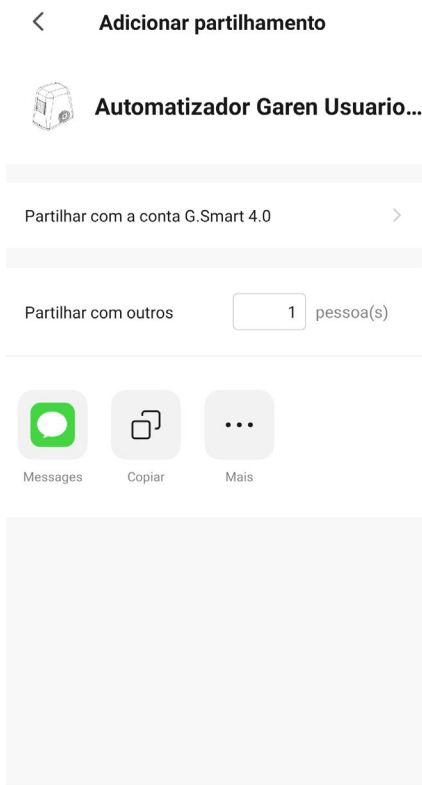 Adicionar partilhamento
Automatizador Garen Usuario...
Partilhar com a conta G.Smart 4.0
Partilhar com outros 1 pessoa(s)
Messages Copiar Mais